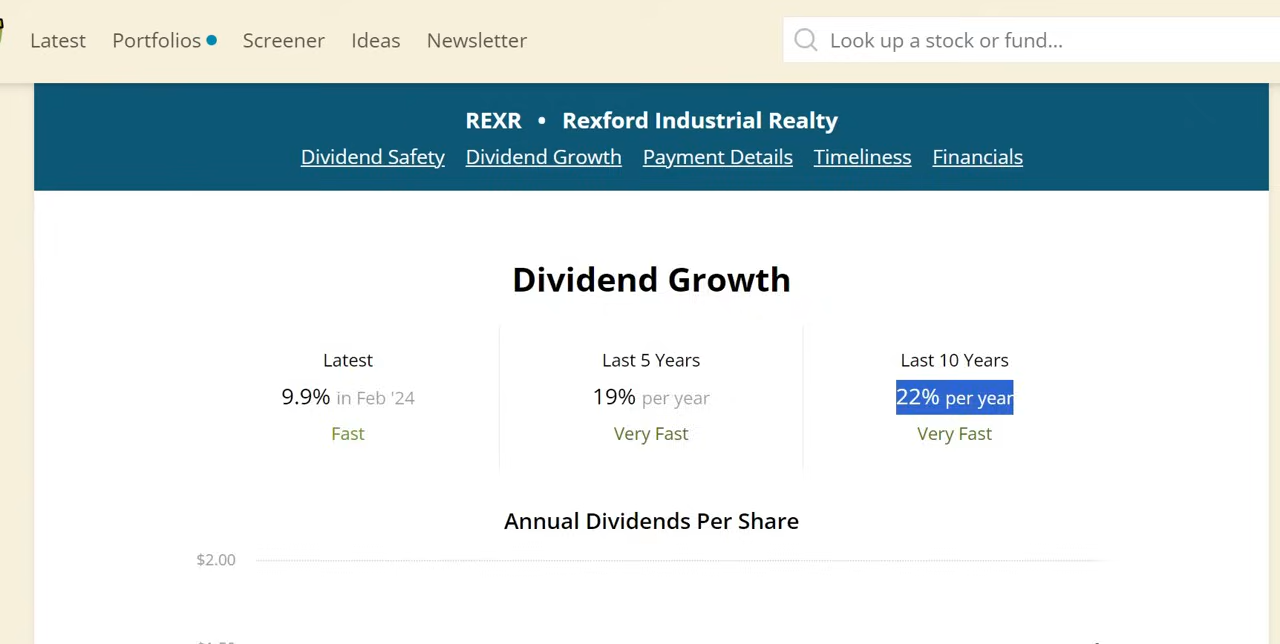 Latest Portfolios Screener Ideas Newsletter Look up a stock or fund...
REXR • Rexford Industrial Realty
Dividend Safety Dividend Growth Payment Details Timeliness Financials
Dividend Growth
Latest Last 5 Years Last 10 Years
9.9% in Feb '24 19% per year 22% per year
Fast Very Fast Very Fast
Annual Dividends Per Share
$2.00